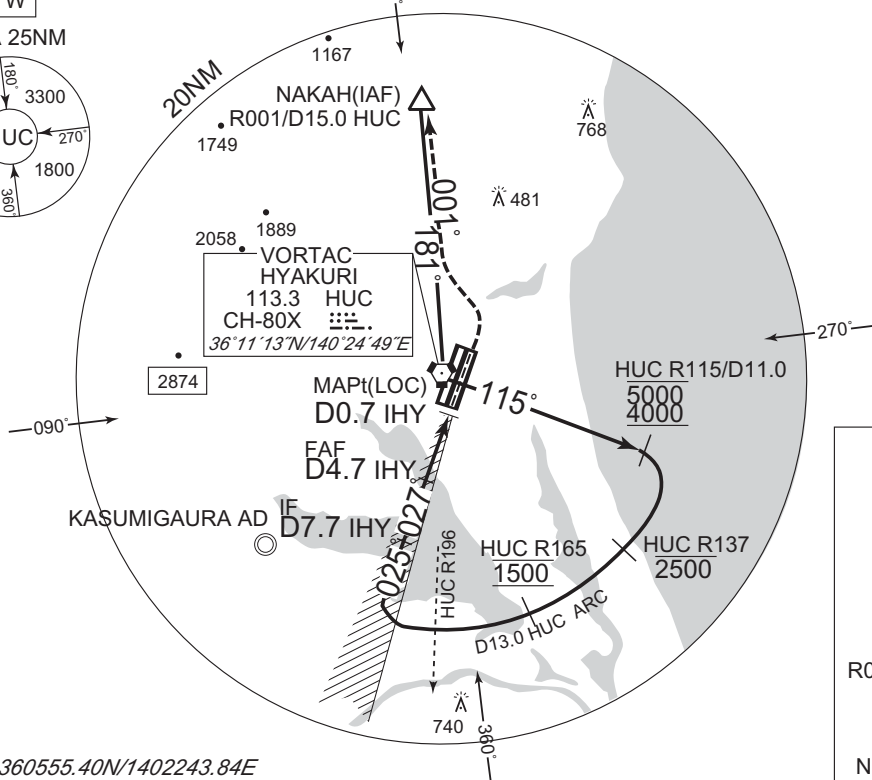 W
25NM
180°
3300
UC
270°
1800
360°
20NM
1167
NAKAH(IAF)
R001/D15.0 HUC
1749
768
001°
481
181°
1889
2058
VORTAC
HYAKURI
113.3 HUC
CH-80X
36°11′13″N/140°24′49″E
270°
2874
HUC R115/D11.0
5000
4000
MAPt(LOC)
D0.7 IHY
115°
090°
FAF
D4.7 IHY
IF
D7.7 IHY
KASUMIGAURA AD
025°
027°
HUC R196
HUC R165
1500
HUC R137
2500
D13.0 HUC ARC
740
360°
R0
360555.40N/1402243.84E
N